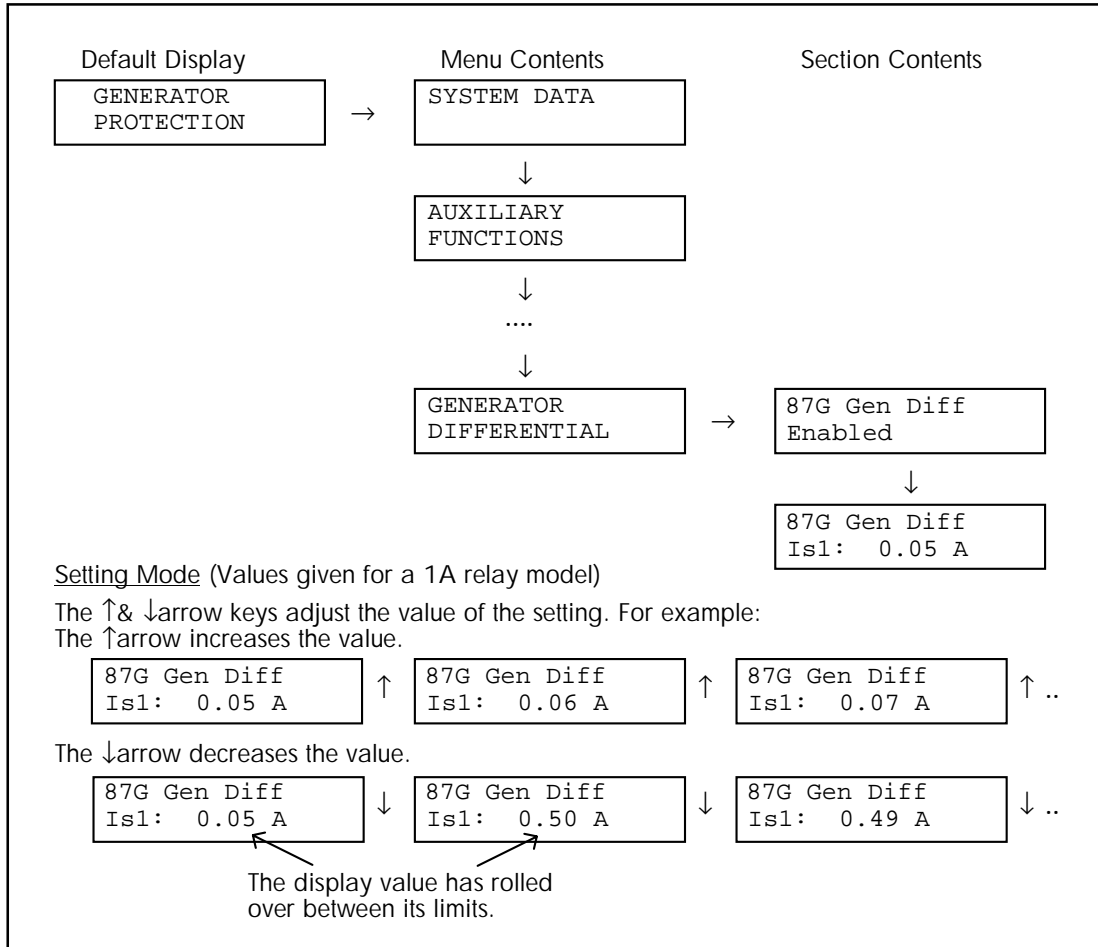 Default Display Menu Contents Section Contents
GENERATOR
PROTECTION
→
SYSTEM DATA
↓
AUXILIARY
FUNCTIONS
↓
....
↓
GENERATOR
DIFFERENTIAL
→
87G Gen Diff
Enabled
↓
87G Gen Diff
Is1: 0.05 A
Setting Mode (Values given for a 1A relay model)
The ↑& ↓arrow keys adjust the value of the setting. For example:
The ↑arrow increases the value.
87G Gen Diff ↑ 87G Gen Diff ↑ 87G Gen Diff ↑ ..
Is1: 0.05 A Is1: 0.06 A Is1: 0.07 A
The ↓arrow decreases the value.
87G Gen Diff ↓ 87G Gen Diff ↓ 87G Gen Diff ↓ ..
Is1: 0.05 A Is1: 0.50 A Is1: 0.49 A
The display value has rolled
over between its limits.